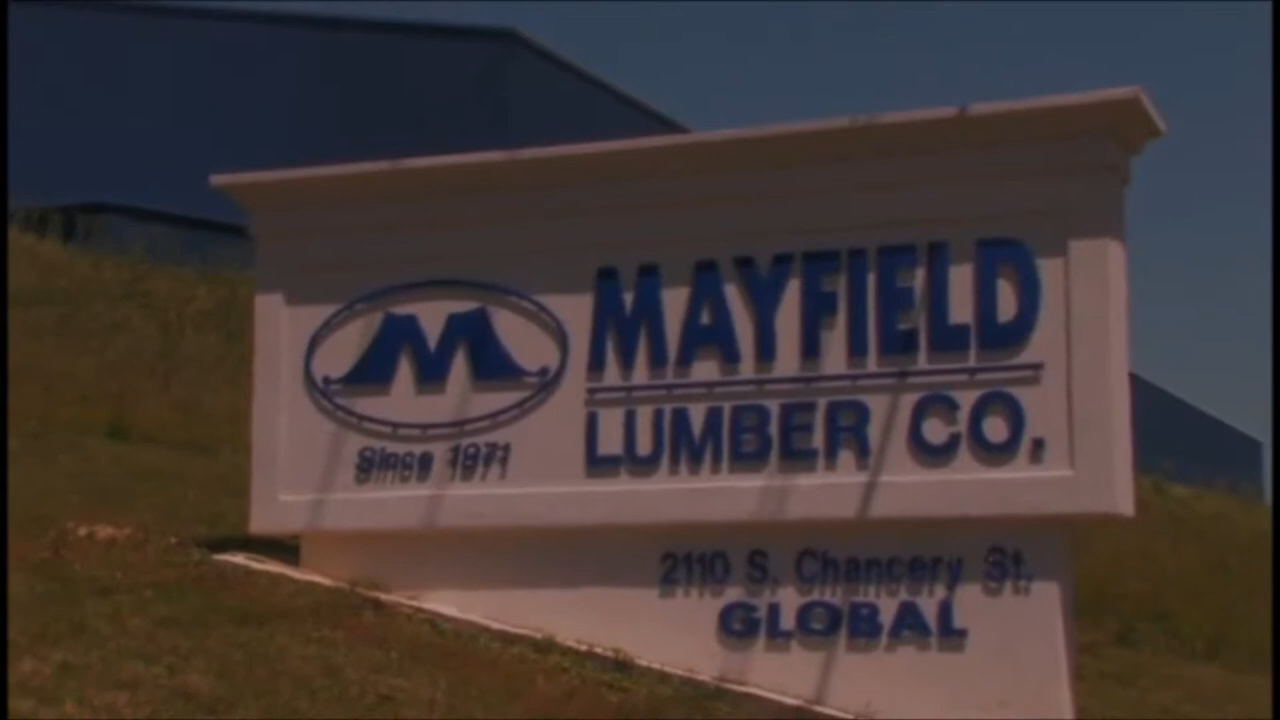 M
MAYFIELD
LUMBER CO.
Since 1971
2110 S. Chancery St.
GLOBAL